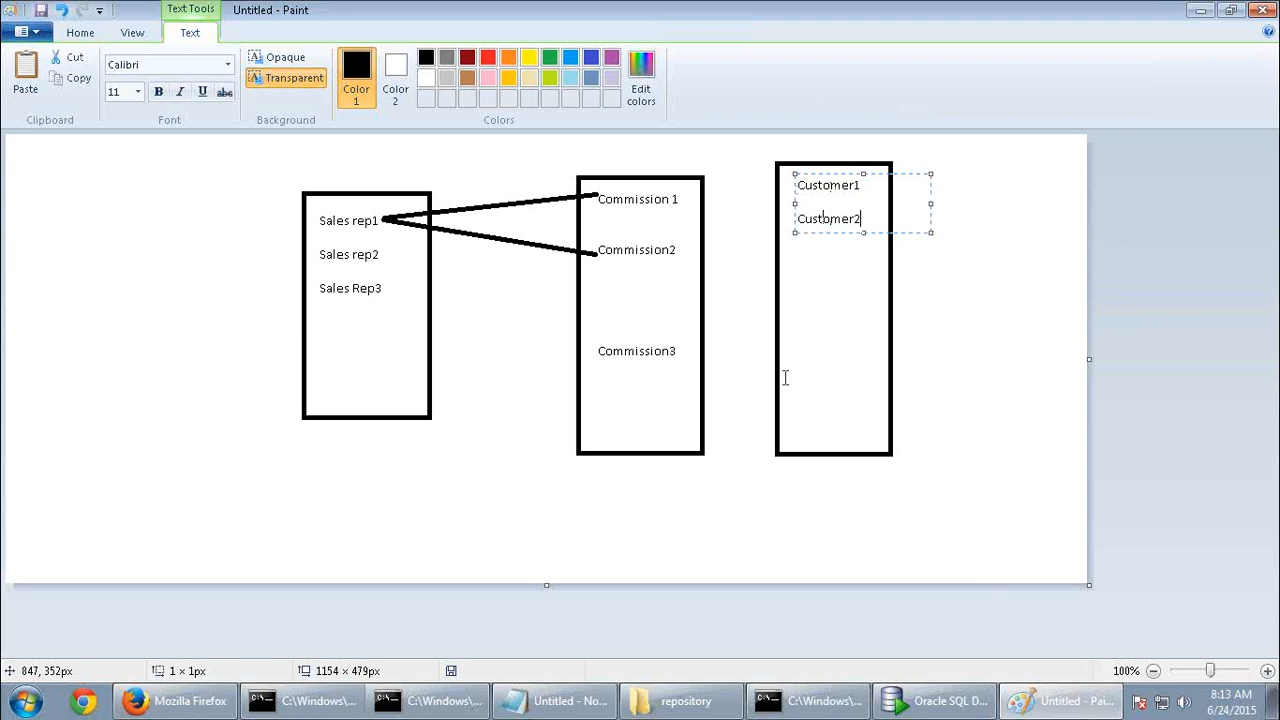 Text Tools
Untitled - Paint
Home
View
Text
Paste
Cut
Copy
Clipboard
Calibri
11
B
I
U
abc
Font
Opaque
Transparent
Background
Color 1
Color 2
Edit colors
Colors
Sales rep1
Sales rep2
Sales Rep3
Commission 1
Commission2
Commission3
Customer1
Customer2
847, 352px
1 × 1px
1154 × 479px
100%
Mozilla Firefox
C:\Windows\...
C:\Windows\...
Untitled - No...
repository
C:\Windows\...
Oracle SQL D...
Untitled - Pai...
8:13 AM
6/24/2015